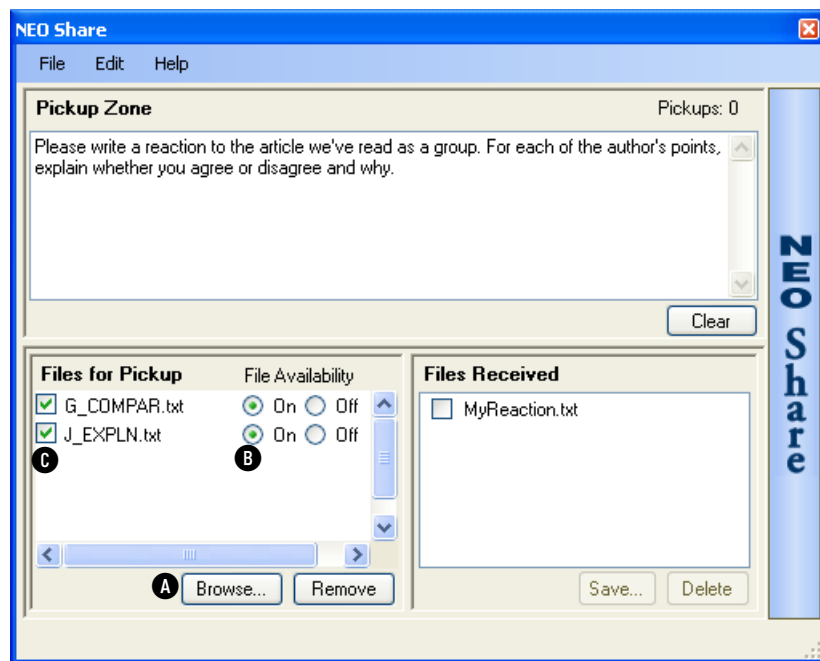 NEO Share
File Edit Help
Pickup Zone Pickups: 0
Please write a reaction to the article we've read as a group. For each of the author's points,
explain whether you agree or disagree and why.
Clear
Files for Pickup File Availability
G_COMPAR.txt On Off
J_EXPLN.txt On Off
C B
A Browse... Remove
Files Received
MyReaction.txt
Save... Delete
NEO Share